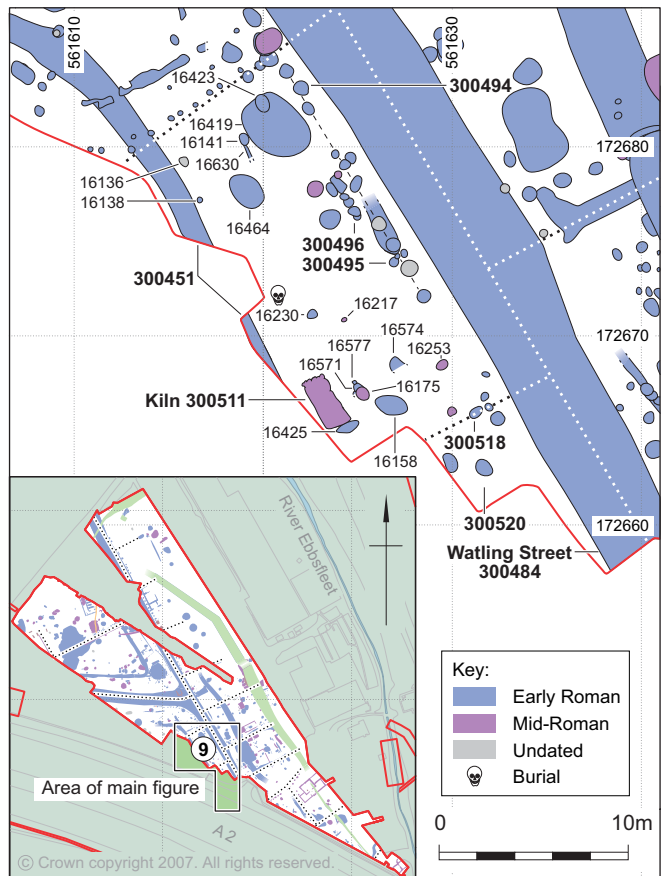 561610
561630
16423
300494
16419
16141
16630
172680
16136
16138
16464
300496
300495
300451
16230
16217
16574
16577
16253
172670
16571
16175
Kiln 300511
16425
300518
16158
300520
172660
Watling Street
300484
River Ebbsfleet
9
Area of main figure
A2
© Crown copyright 2007. All rights reserved.
Key:
Early Roman
Mid-Roman
Undated
Burial
0
10m